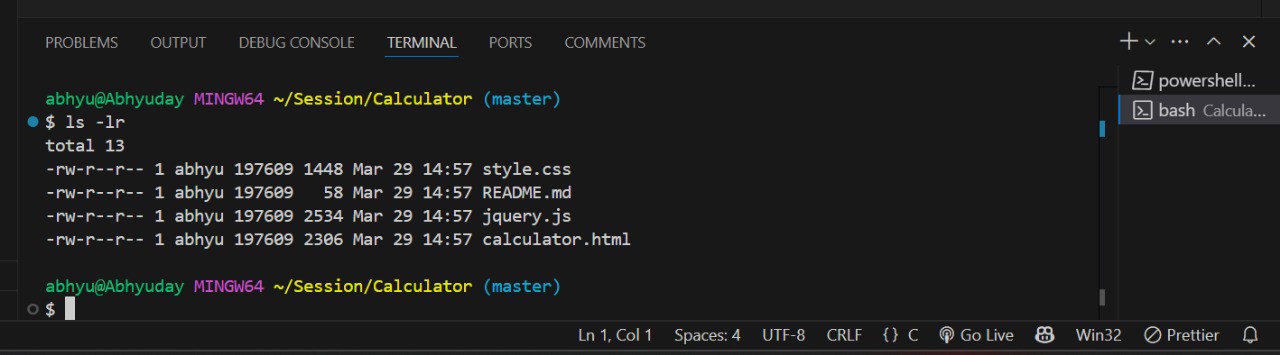 PROBLEMS OUTPUT DEBUG CONSOLE TERMINAL PORTS COMMENTS
powershell...
bash Calcula...
abhyu@Abhyuday MINGW64 ~/Session/Calculator (master)
$ ls -lr
total 13
-rw-r--r-- 1 abhyu 197609 1448 Mar 29 14:57 style.css
-rw-r--r-- 1 abhyu 197609   58 Mar 29 14:57 README.md
-rw-r--r-- 1 abhyu 197609 2534 Mar 29 14:57 jquery.js
-rw-r--r-- 1 abhyu 197609 2306 Mar 29 14:57 calculator.html
abhyu@Abhyuday MINGW64 ~/Session/Calculator (master)
$
Ln 1, Col 1 Spaces: 4 UTF-8 CRLF {} C Go Live Win32 Prettier